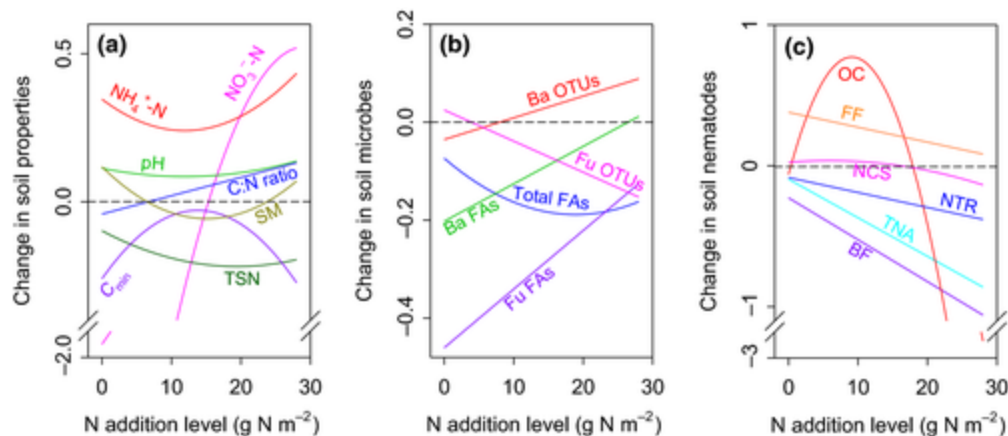 (a)
Change in soil properties
0.5
0.0
−2.0
NH₄⁺-N
NO₃⁻-N
pH
C:N ratio
SM
C min
TSN
0 10 20 30
N addition level (g N m⁻²)
(b)
Change in soil microbes
0.2
0.0
−0.2
−0.4
Ba OTUs
Fu OTUs
Total FAs
Ba FAs
Fu FAs
0 10 20 30
N addition level (g N m⁻²)
(c)
Change in soil nematodes
1
0
−1
−3
OC
FF
NCS
NTR
TNA
BF
0 10 20 30
N addition level (g N m⁻²)